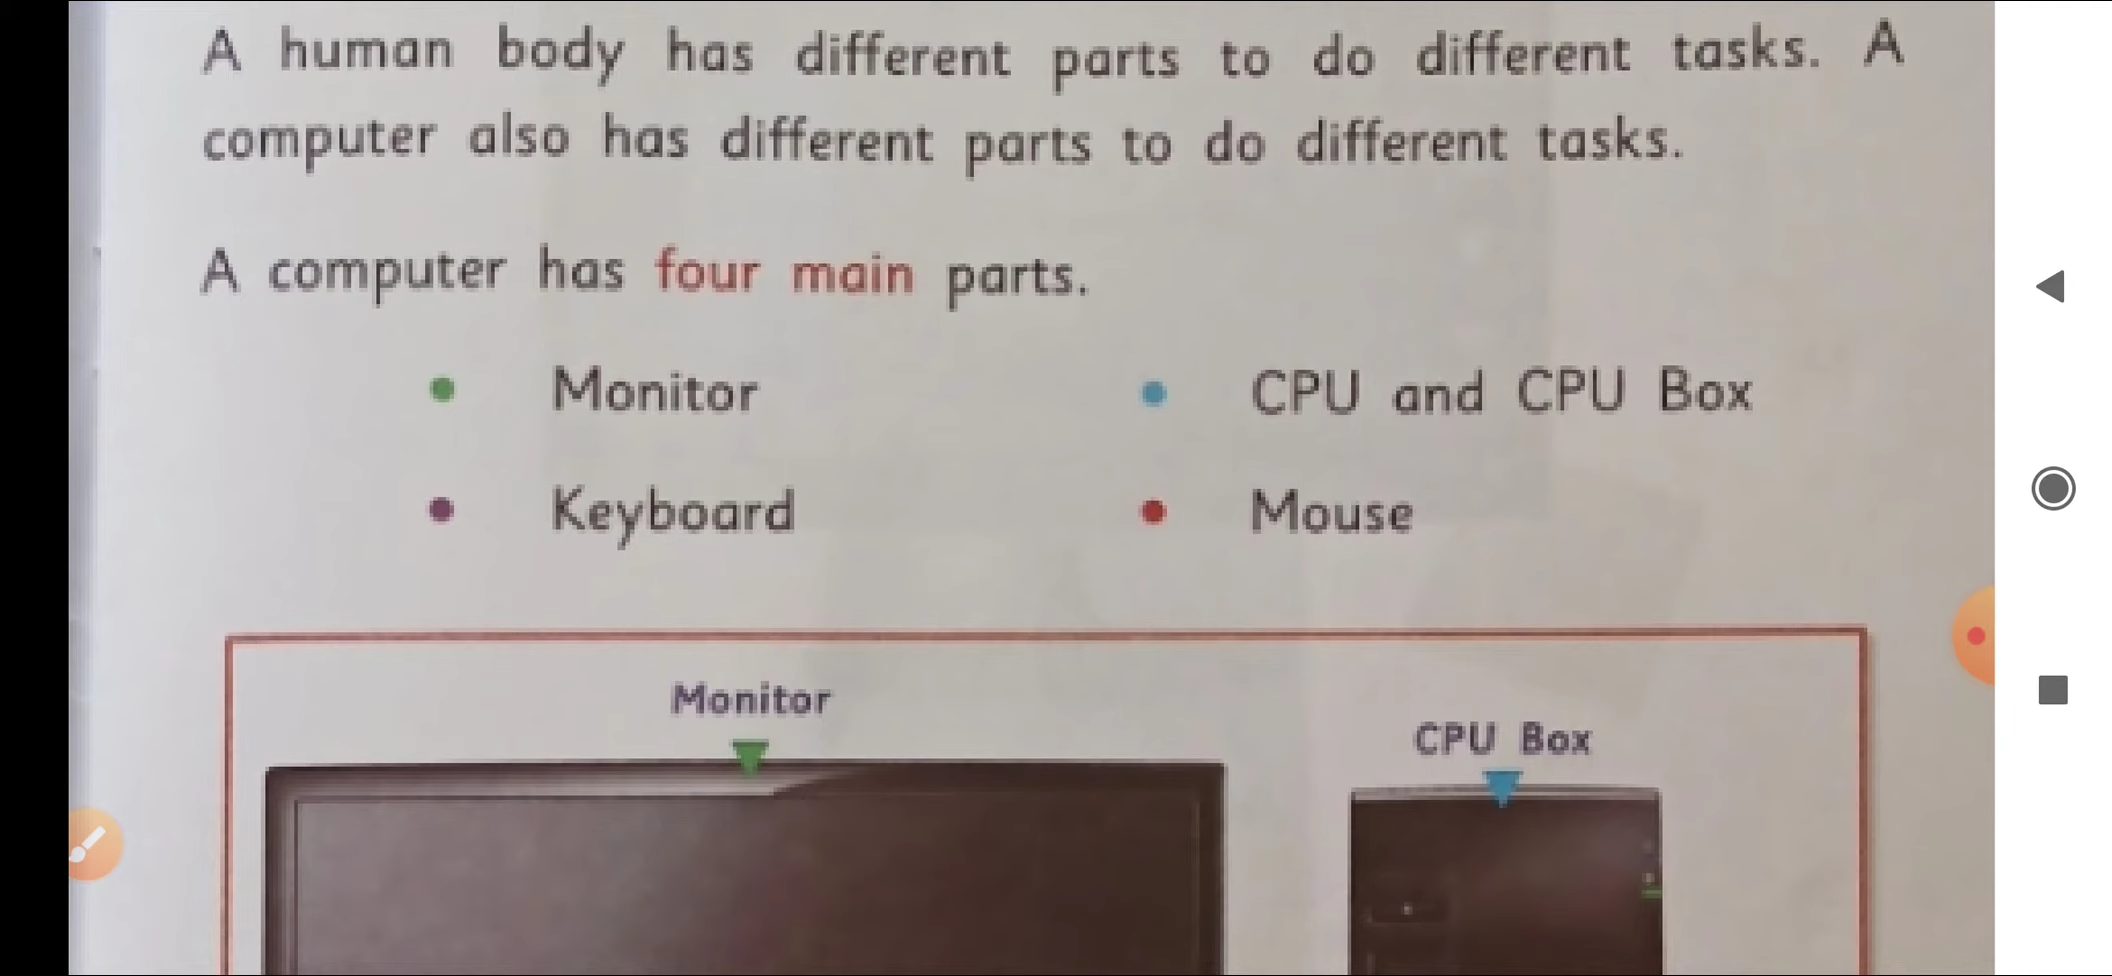 A human body has different parts to do different tasks. A
computer also has different parts to do different tasks.
A computer has four main parts.
Monitor
CPU and CPU Box
Keyboard
Mouse
Monitor
CPU Box